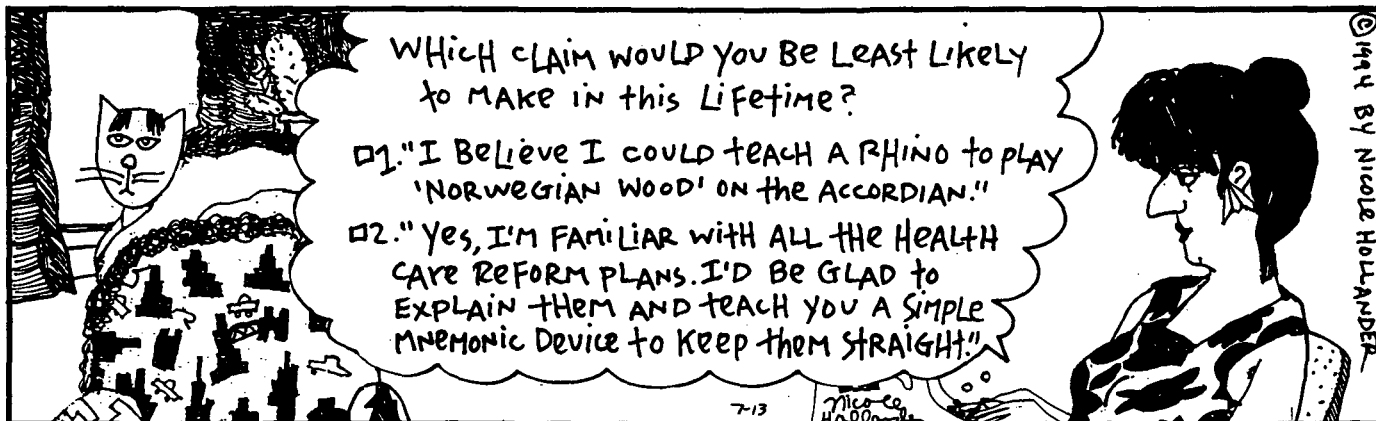 WHICH CLAIM WOULD YOU BE LEAST LIKELY
TO MAKE IN THIS LIFETIME?
1. "I BELIEVE I COULD TEACH A RHINO TO PLAY
'NORWEGIAN WOOD' ON THE ACCORDIAN."
2. "YES, I'M FAMILIAR WITH ALL THE HEALTH
CARE REFORM PLANS. I'D BE GLAD TO
EXPLAIN THEM AND TEACH YOU A SIMPLE
MNEMONIC DEVICE TO KEEP THEM STRAIGHT."
7-13
Nicole
Hollander
©1994 BY NICOLE HOLLANDER